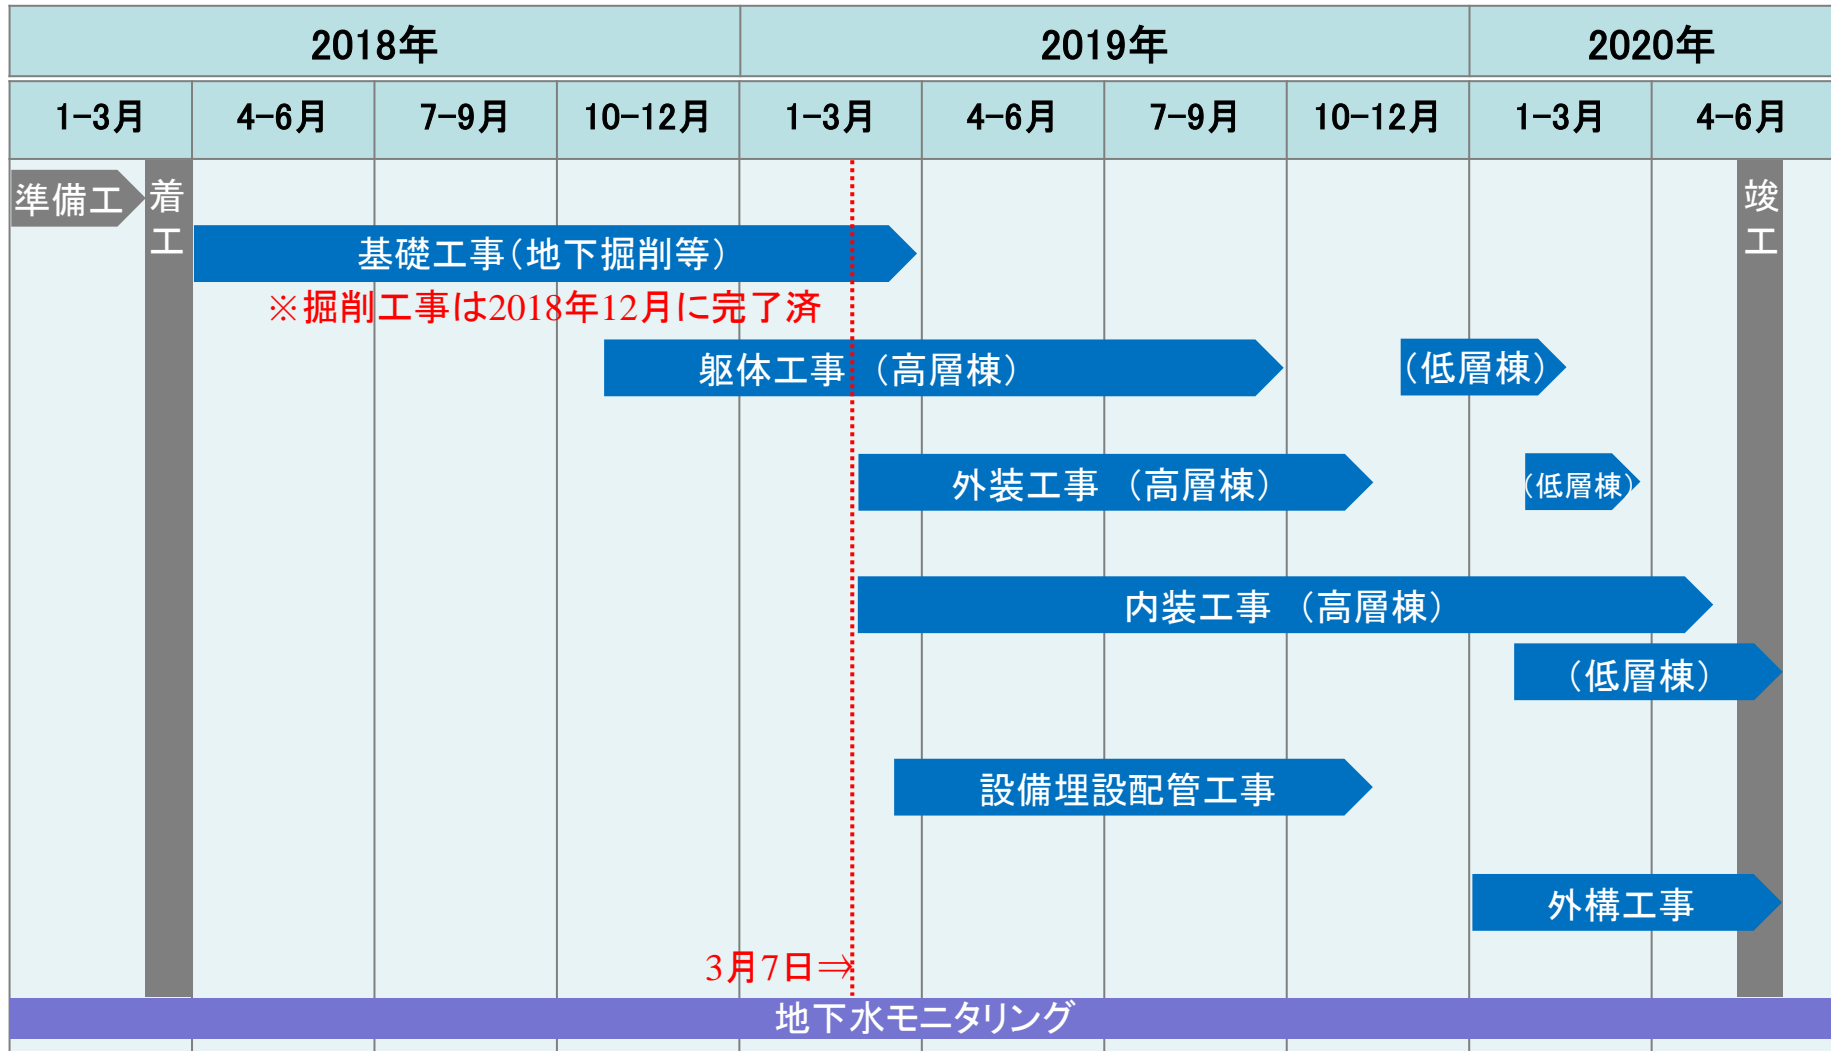 2018年 2019年 2020年
1-3月 4-6月 7-9月 10-12月 1-3月 4-6月 7-9月 10-12月 1-3月 4-6月
準備工
着工
竣工
基礎工事(地下掘削等)
※掘削工事は2018年12月に完了済
躯体工事 (高層棟) (低層棟)
外装工事 (高層棟) (低層棟)
内装工事 (高層棟)
(低層棟)
設備埋設配管工事
外構工事
3月7日⇒
地下水モニタリング